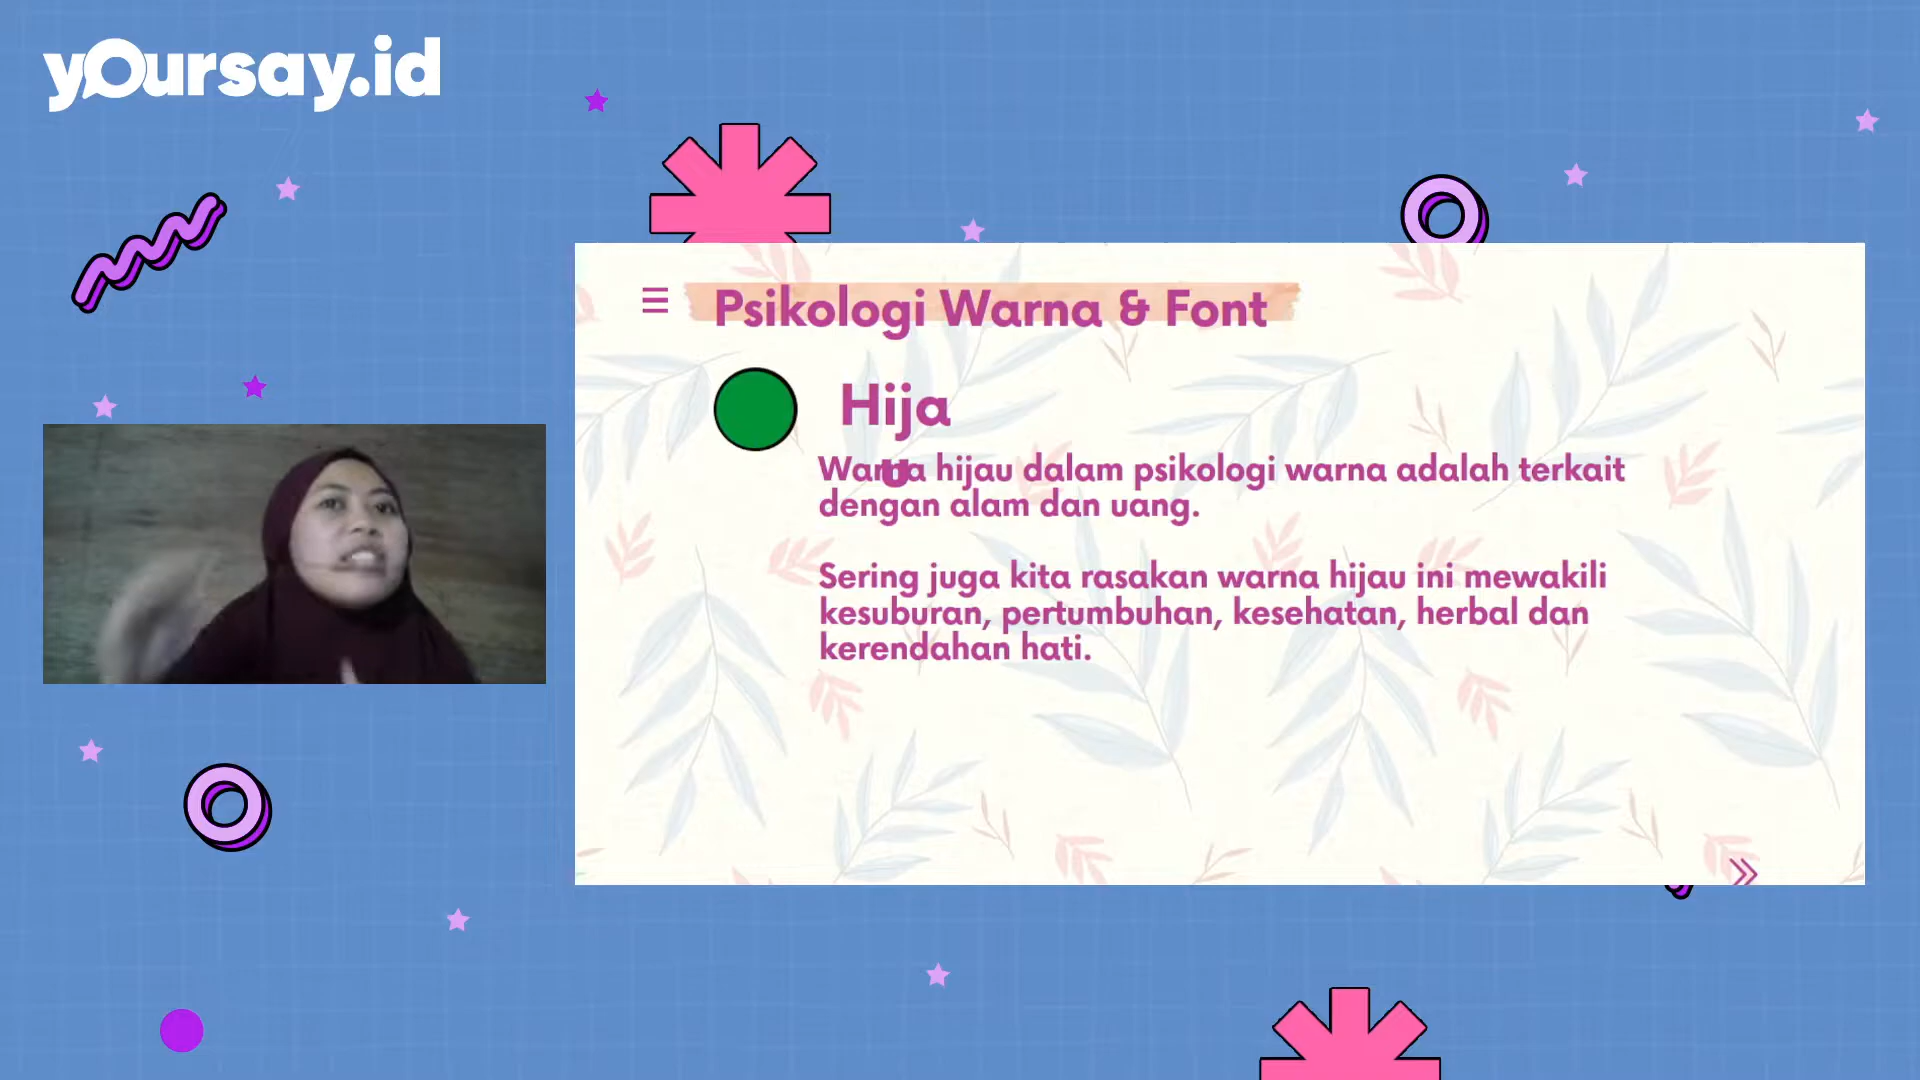 yoursay.id
Psikologi Warna & Font
Hija
u
Warna hijau dalam psikologi warna adalah terkait
dengan alam dan uang.
Sering juga kita rasakan warna hijau ini mewakili
kesuburan, pertumbuhan, kesehatan, herbal dan
kerendahan hati.